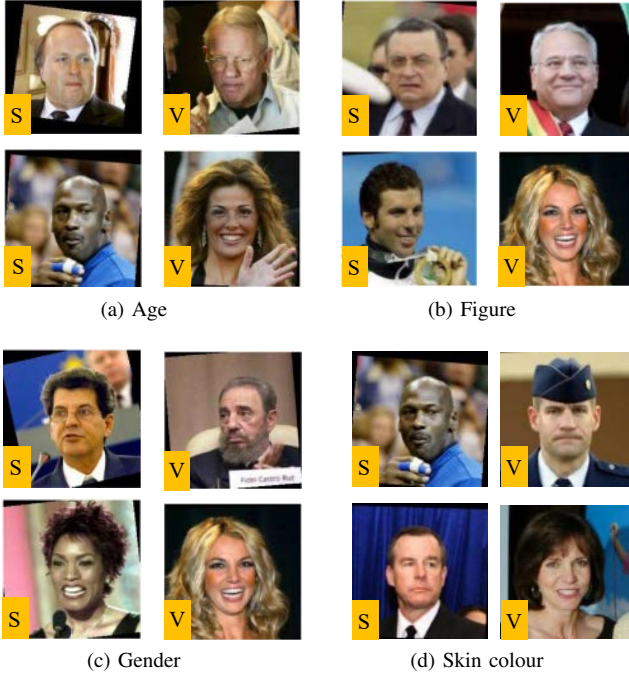 S V S V
S V S V
(a) Age (b) Figure
S V S V
Fidel Castro Ruz
S V S V
(c) Gender (d) Skin colour